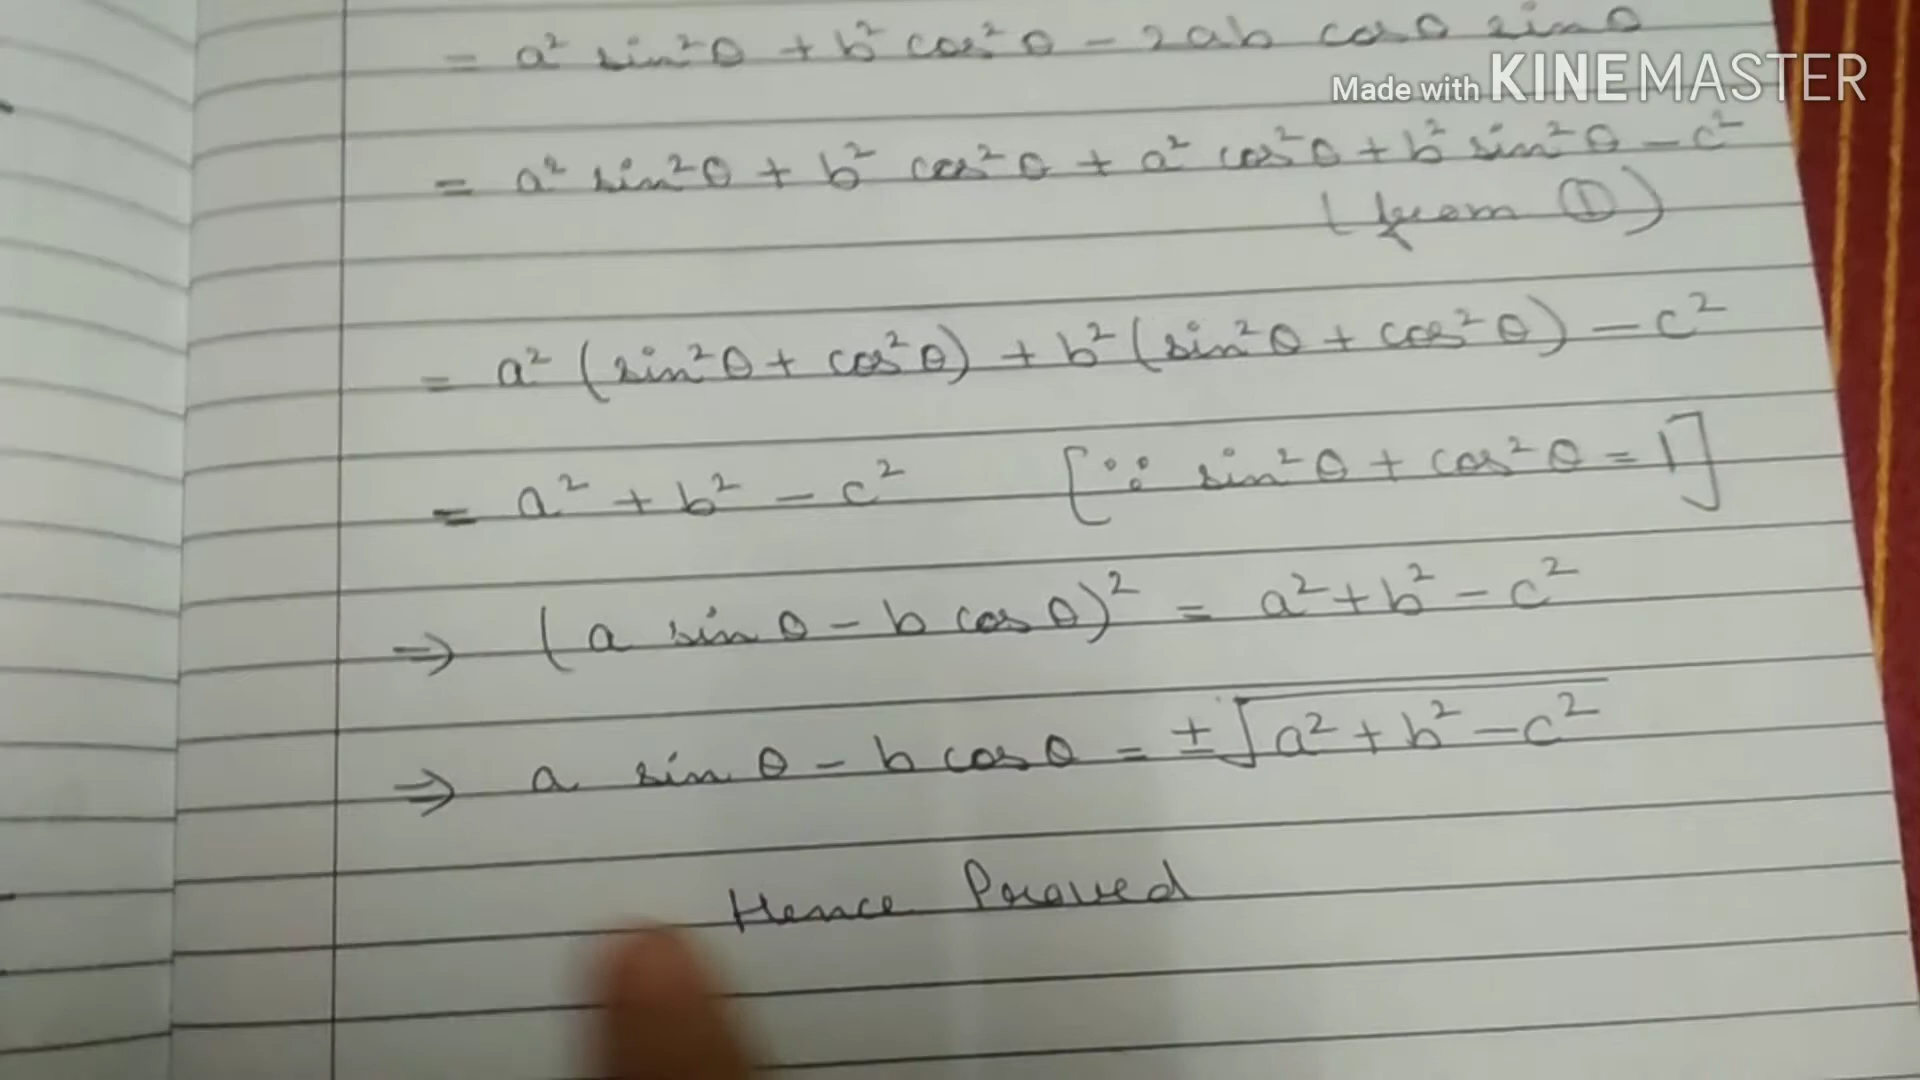 = a² sin²θ + b² cos²θ - 2ab cosθ sinθ
Made with KINEMASTER
= a² sin²θ + b² cos²θ + a² cos²θ + b² sin²θ - c²
(from ①)
= a² (sin²θ + cos²θ) + b² (sin²θ + cos²θ) - c²
= a² + b² - c² [∵ sin²θ + cos²θ = 1]
⇒ (a sinθ - b cosθ)² = a² + b² - c²
⇒ a sinθ - b cosθ = ±√(a² + b² - c²)
Hence Proved